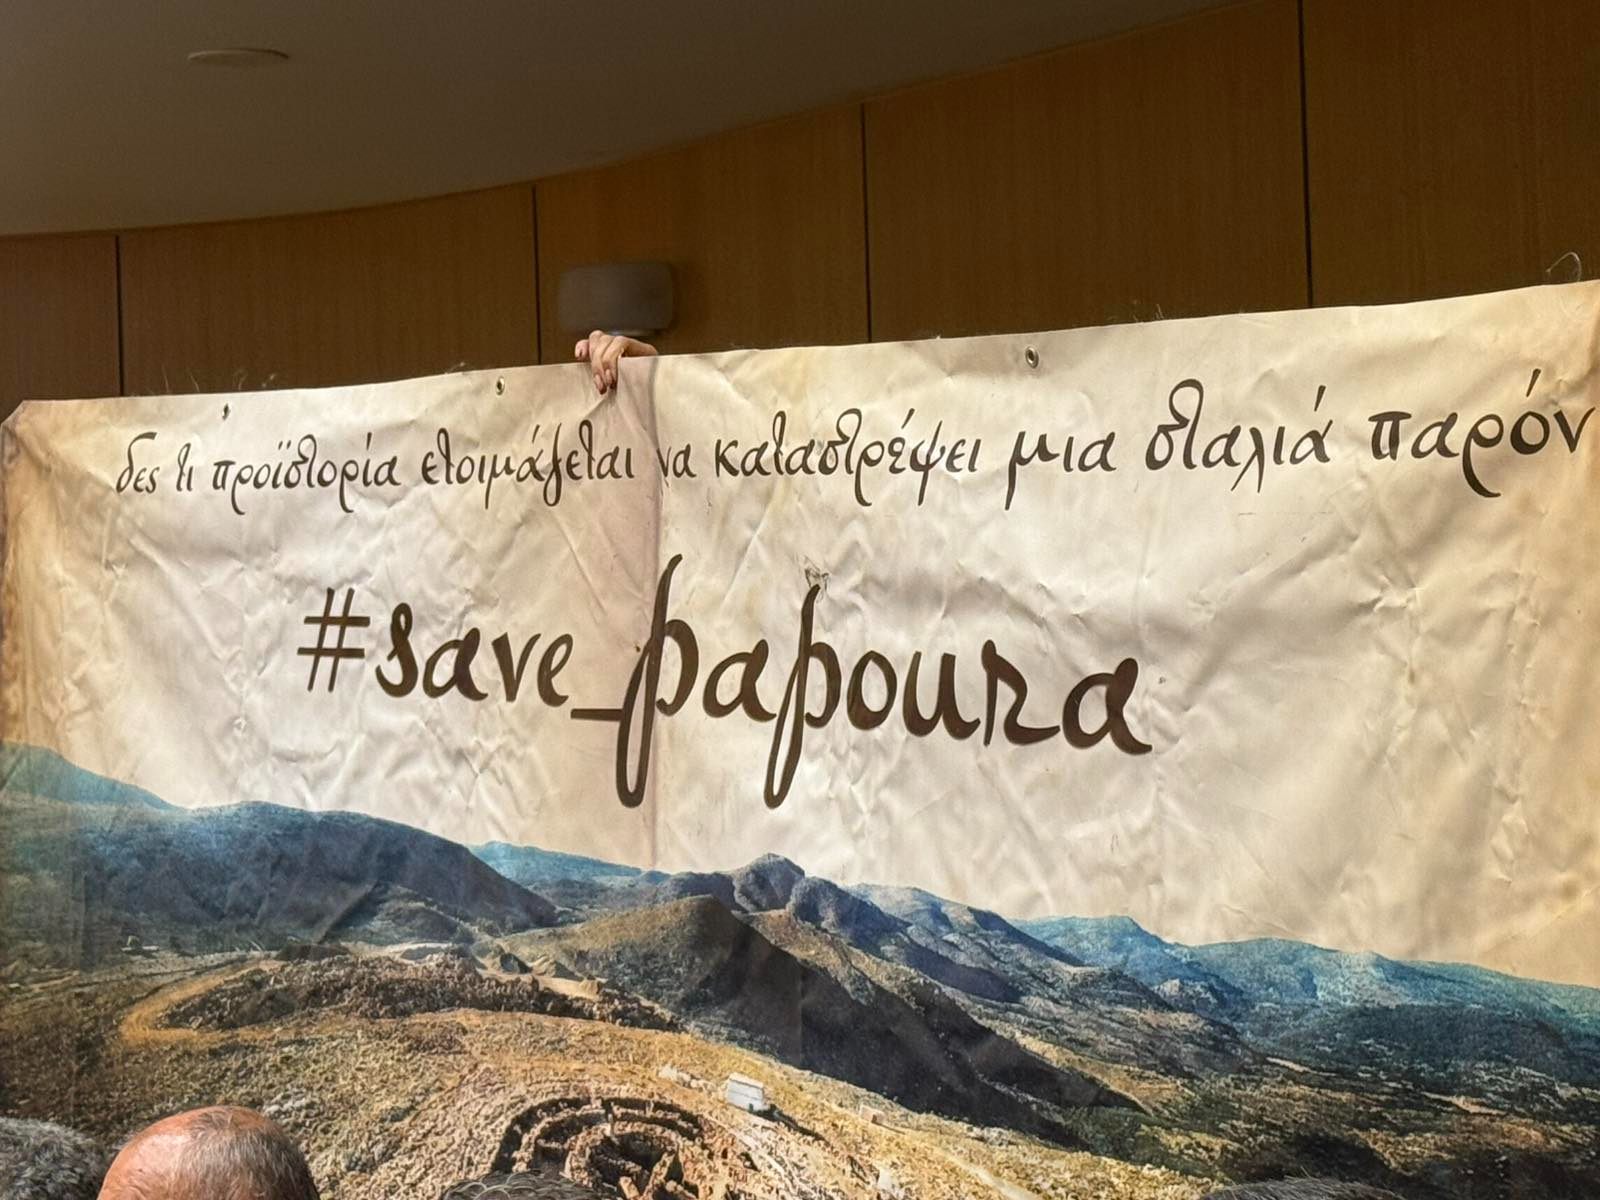 δες τι προϊστορία ετοιμάζεται να καταστρέψει μια σταλιά παρόν
#save_papoura